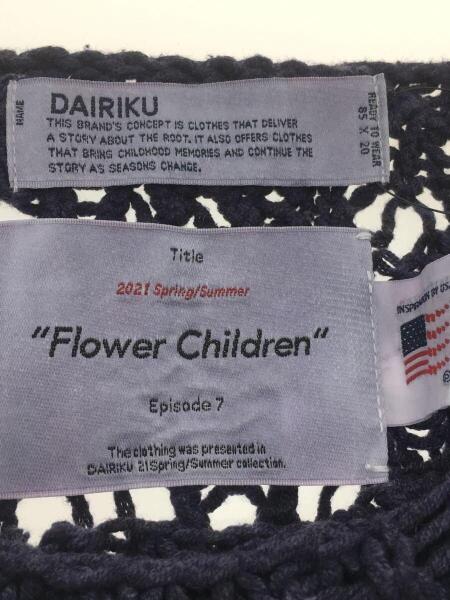 NAME
DAIRIKU
THIS BRAND'S CONCEPT IS CLOTHES THAT DELIVER
A STORY ABOUT THE ROOT. IT ALSO OFFERS CLOTHES
THAT BRING CHILDHOOD MEMORIES AND CONTINUE THE
STORY AS SEASONS CHANGE.
READY TO WEAR
85 X 20
Title
2021 Spring/Summer
"Flower Children"
Episode 7
The clothing was presented in
DAIRIKU 21Spring/Summer collection.
INSPIRATION BY US